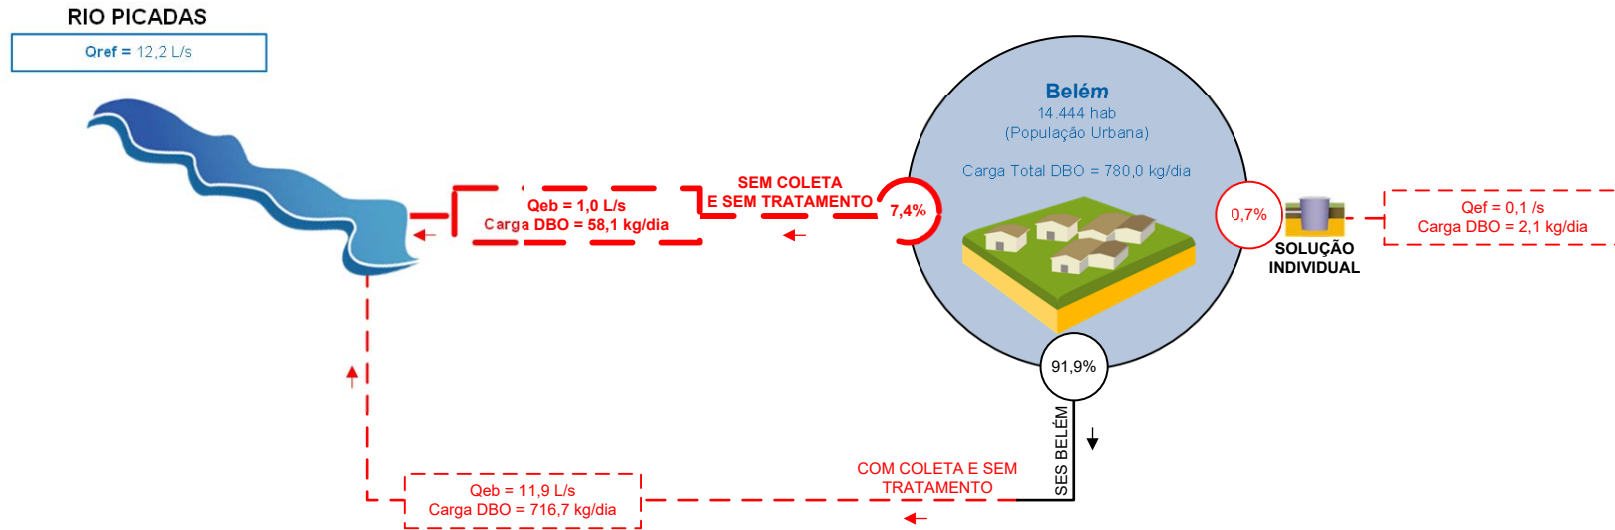 RIO PICADAS
Qref = 12,2 L/s
Belém
14.444 hab
(População Urbana)
Carga Total DBO = 780,0 kg/dia
SEM COLETA
E SEM TRATAMENTO
7,4%
Qeb = 1,0 L/s
Carga DBO = 58,1 kg/dia
0,7%
SOLUÇÃO
INDIVIDUAL
Qef = 0,1 /s
Carga DBO = 2,1 kg/dia
91,9%
SES BELÉM
COM COLETA E SEM
TRATAMENTO
Qeb = 11,9 L/s
Carga DBO = 716,7 kg/dia